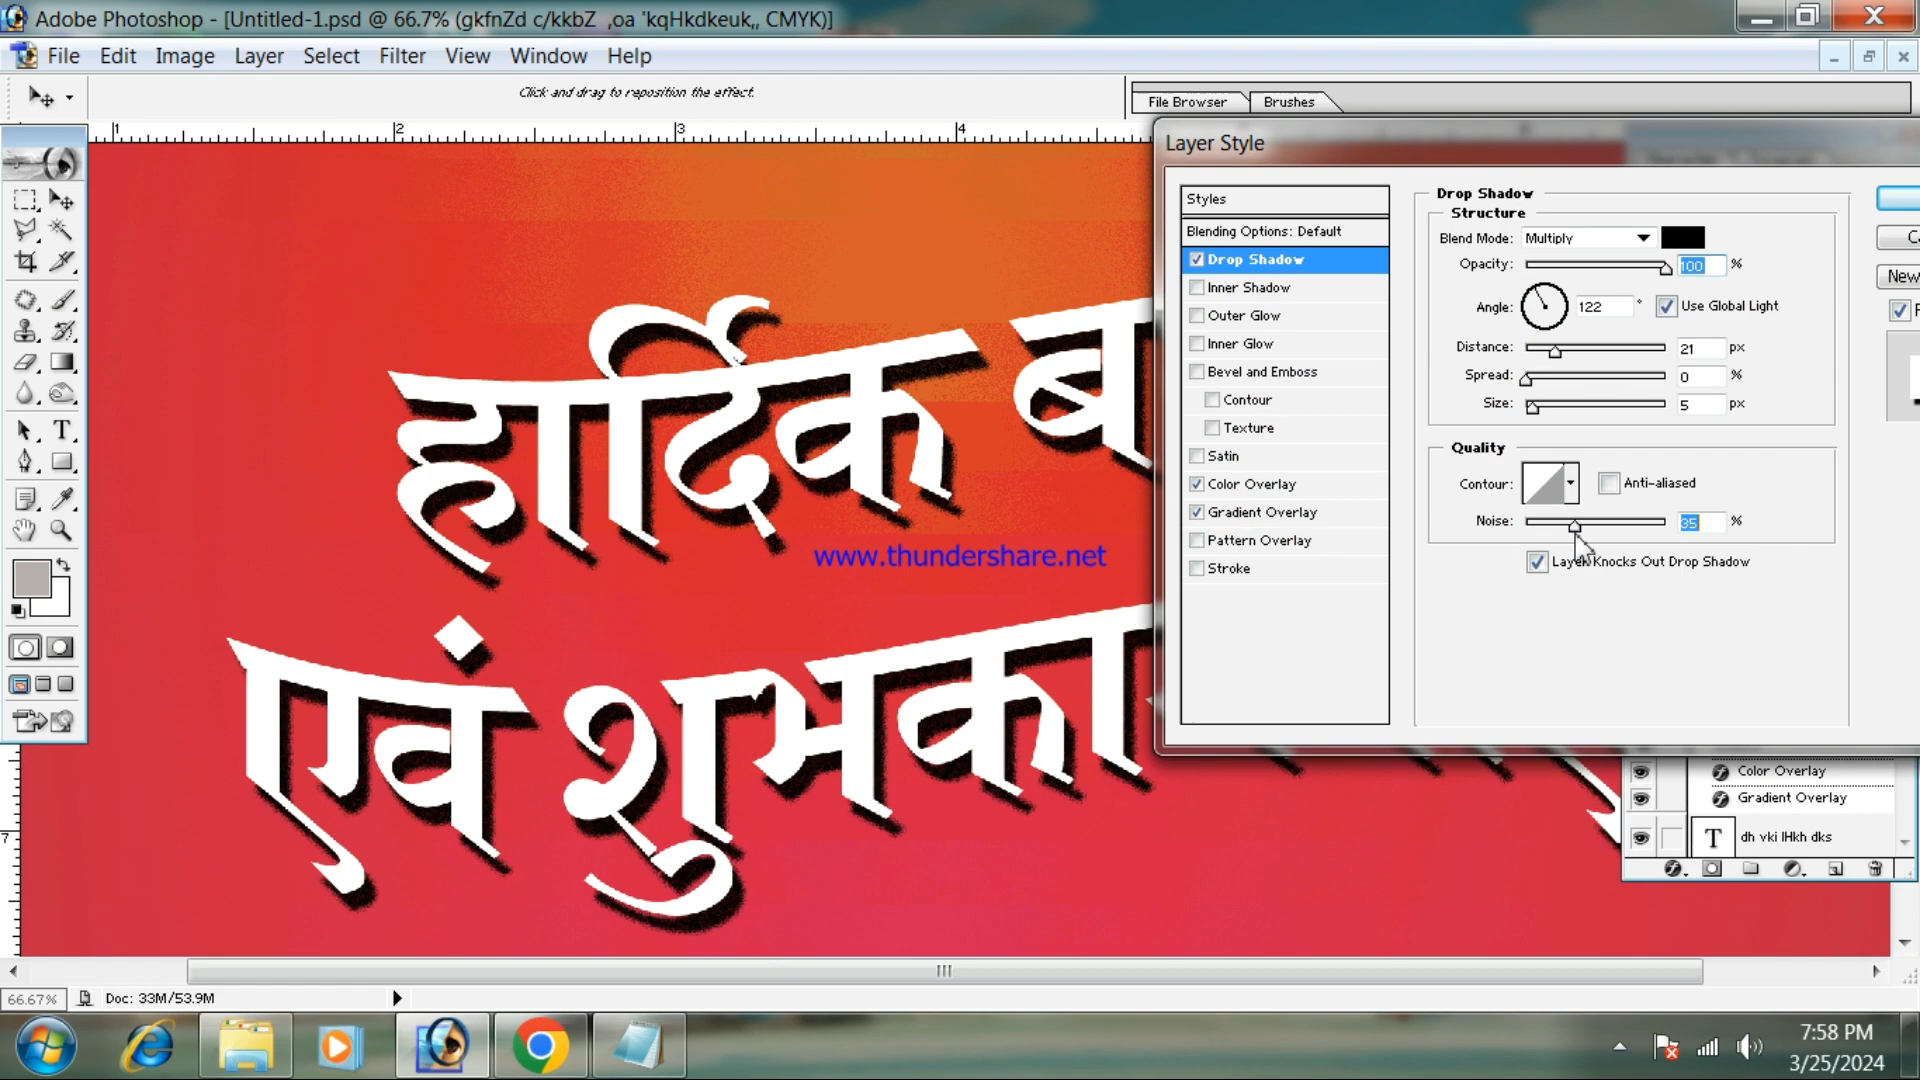 Adobe Photoshop - [Untitled-1.psd @ 66.7% (gkfnZd c/kkbZ ,oa 'kqHkdkeuk,, CMYK)]
File Edit Image Layer Select Filter View Window Help
Click and drag to reposition the effect.
File Browser Brushes
1 2 3 4
Layer Style
Styles
Blending Options: Default
Drop Shadow
Inner Shadow
Outer Glow
Inner Glow
Bevel and Emboss
Contour
Texture
Satin
Color Overlay
Gradient Overlay
Pattern Overlay
Stroke
Drop Shadow
Structure
Blend Mode: Multiply
Opacity: 100 %
Angle: 122 ° Use Global Light
Distance: 21 px
Spread: 0 %
Size: 5 px
Quality
Contour: Anti-aliased
Noise: 35 %
Layer Knocks Out Drop Shadow
New
हार्दिक ब
www.thundershare.net
एवं शुभका
7
Color Overlay
Gradient Overlay
T dh vki lHkh dks
66.67% Doc: 33M/53.9M
7:58 PM
3/25/2024